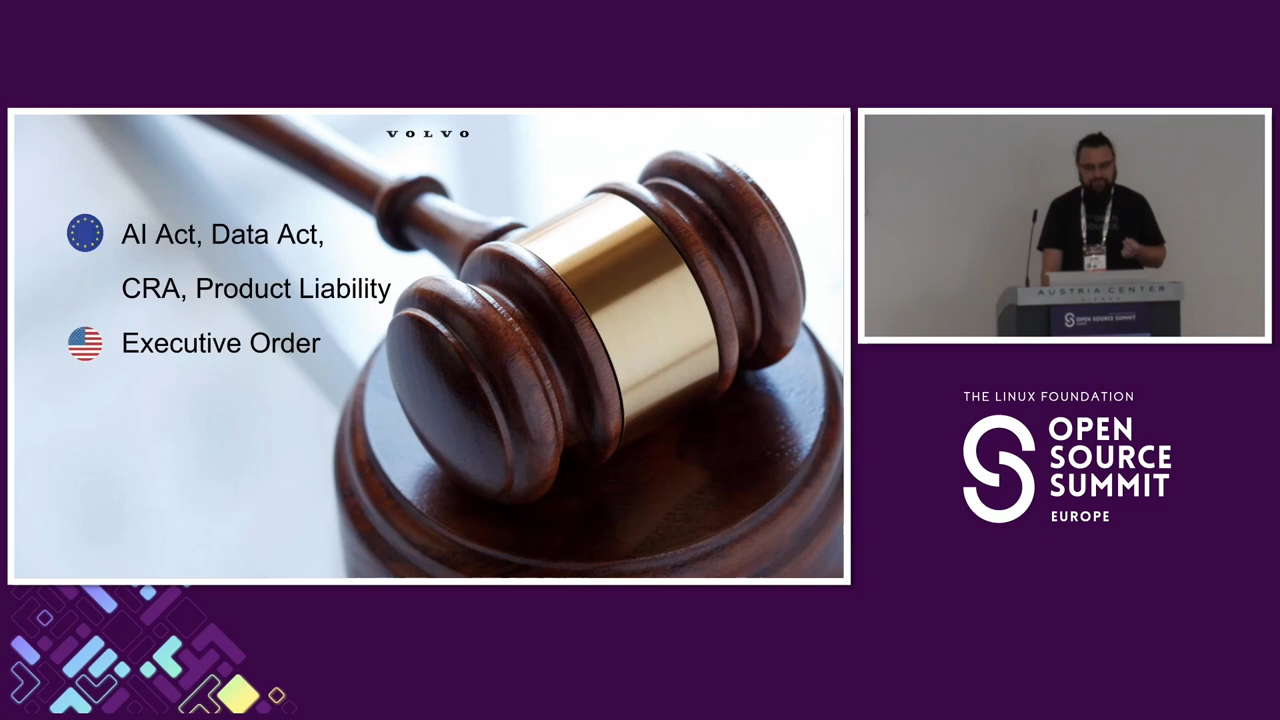 VOLVO
AI Act, Data Act,
CRA, Product Liability
Executive Order
AUSTRIA CENTER
OPEN SOURCE SUMMIT
THE LINUX FOUNDATION
OPEN
SOURCE
SUMMIT
EUROPE